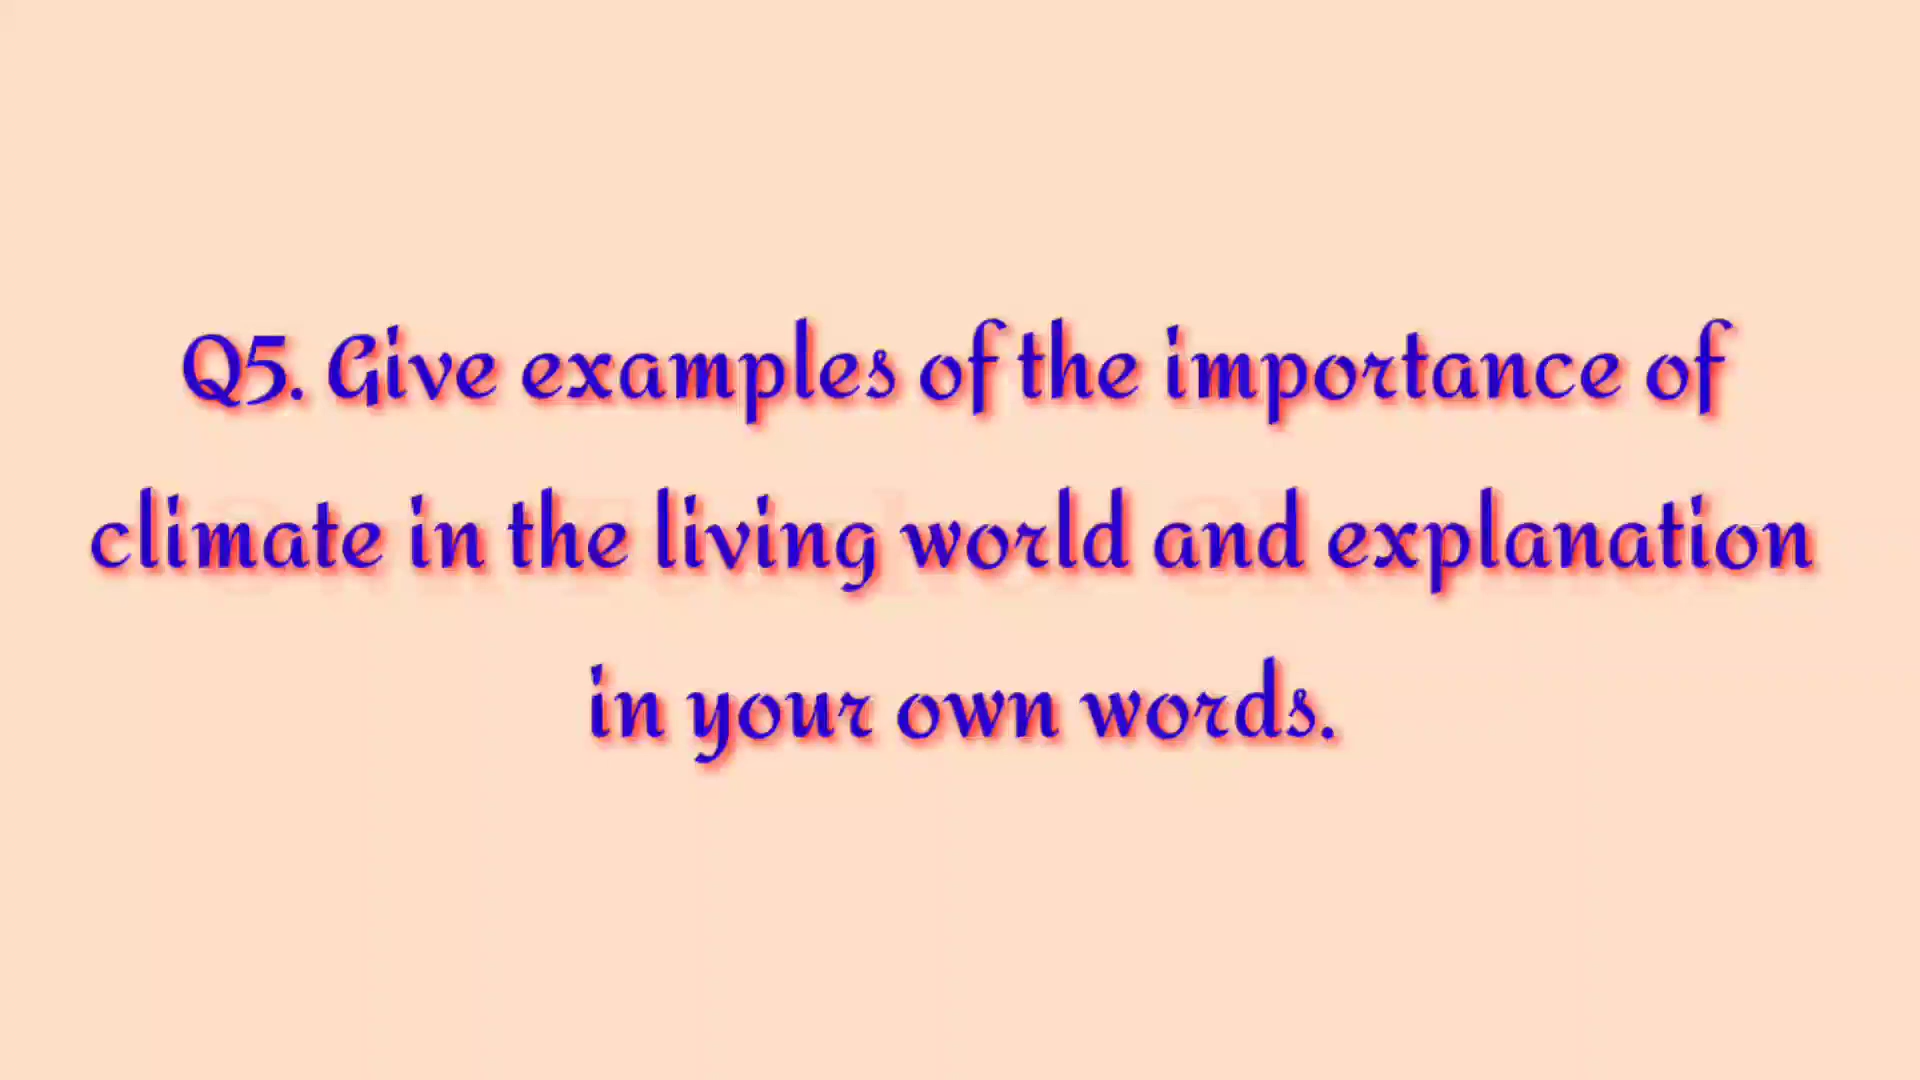 Q5. Give examples of the importance of
climate in the living world and explanation
in your own words.